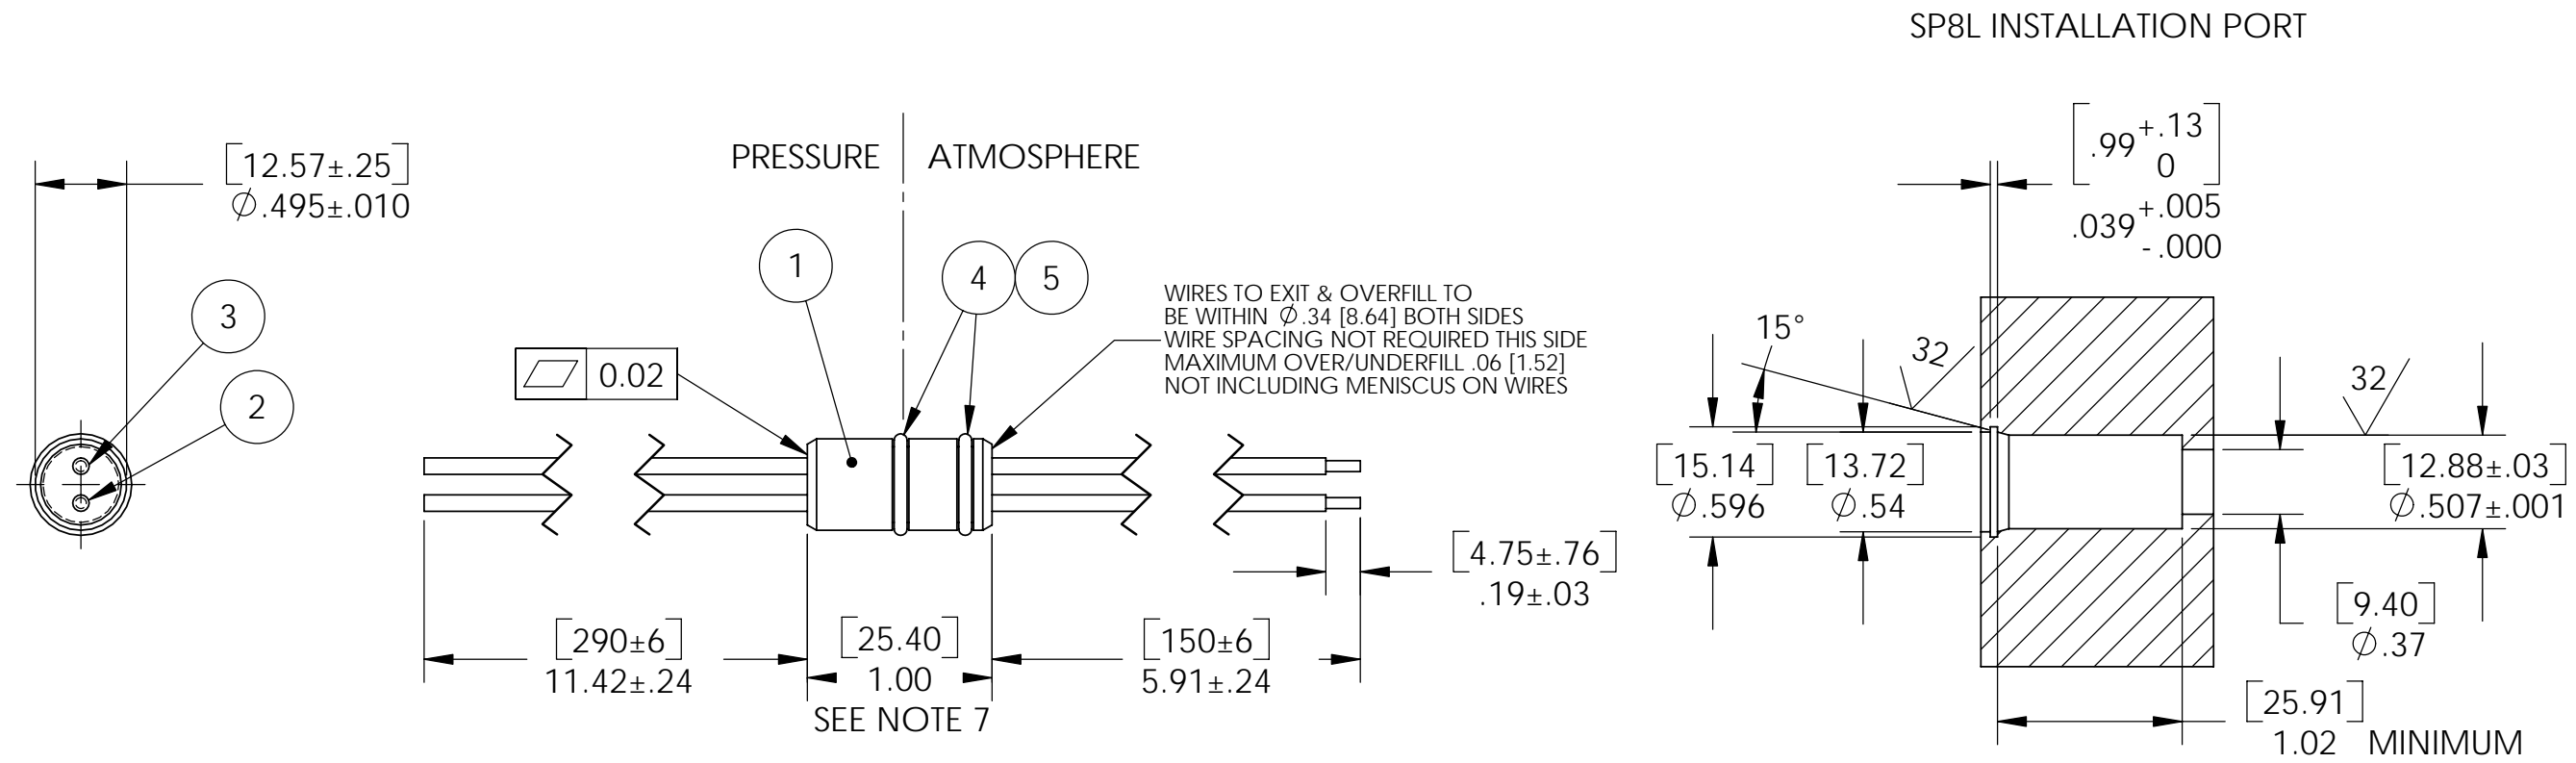 SP8L INSTALLATION PORT
[12.57±.25]
Ø.495±.010
3
2
PRESSURE
ATMOSPHERE
1
4
5
0.02
WIRES TO EXIT & OVERFILL TO
BE WITHIN Ø.34 [8.64] BOTH SIDES
WIRE SPACING NOT REQUIRED THIS SIDE
MAXIMUM OVER/UNDERFILL .06 [1.52]
NOT INCLUDING MENISCUS ON WIRES
[290±6]
11.42±.24
[25.40]
1.00
SEE NOTE 7
[150±6]
5.91±.24
[4.75±.76]
.19±.03
[.99 +.13 0]
.039 +.005 -.000
15°
32
32
[15.14]
Ø.596
[13.72]
Ø.54
[12.88±.03]
Ø.507±.001
[9.40]
Ø.37
[25.91]
1.02 MINIMUM